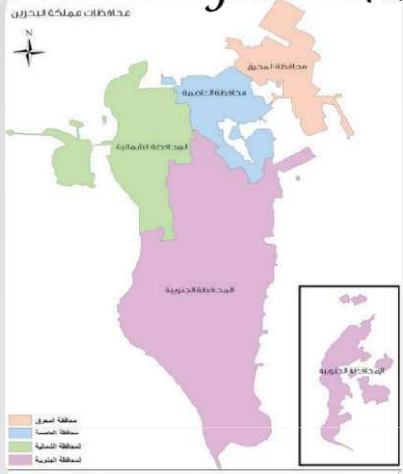 محافظات مملكة البحرين
N
محافظة المحرق
محافظة العاصمة
المحافظة الشمالية
المحافظة الجنوبية
المحافظة الجنوبية
محافظة المحرق
محافظة العاصمة
المحافظة الشمالية
المحافظة الجنوبية